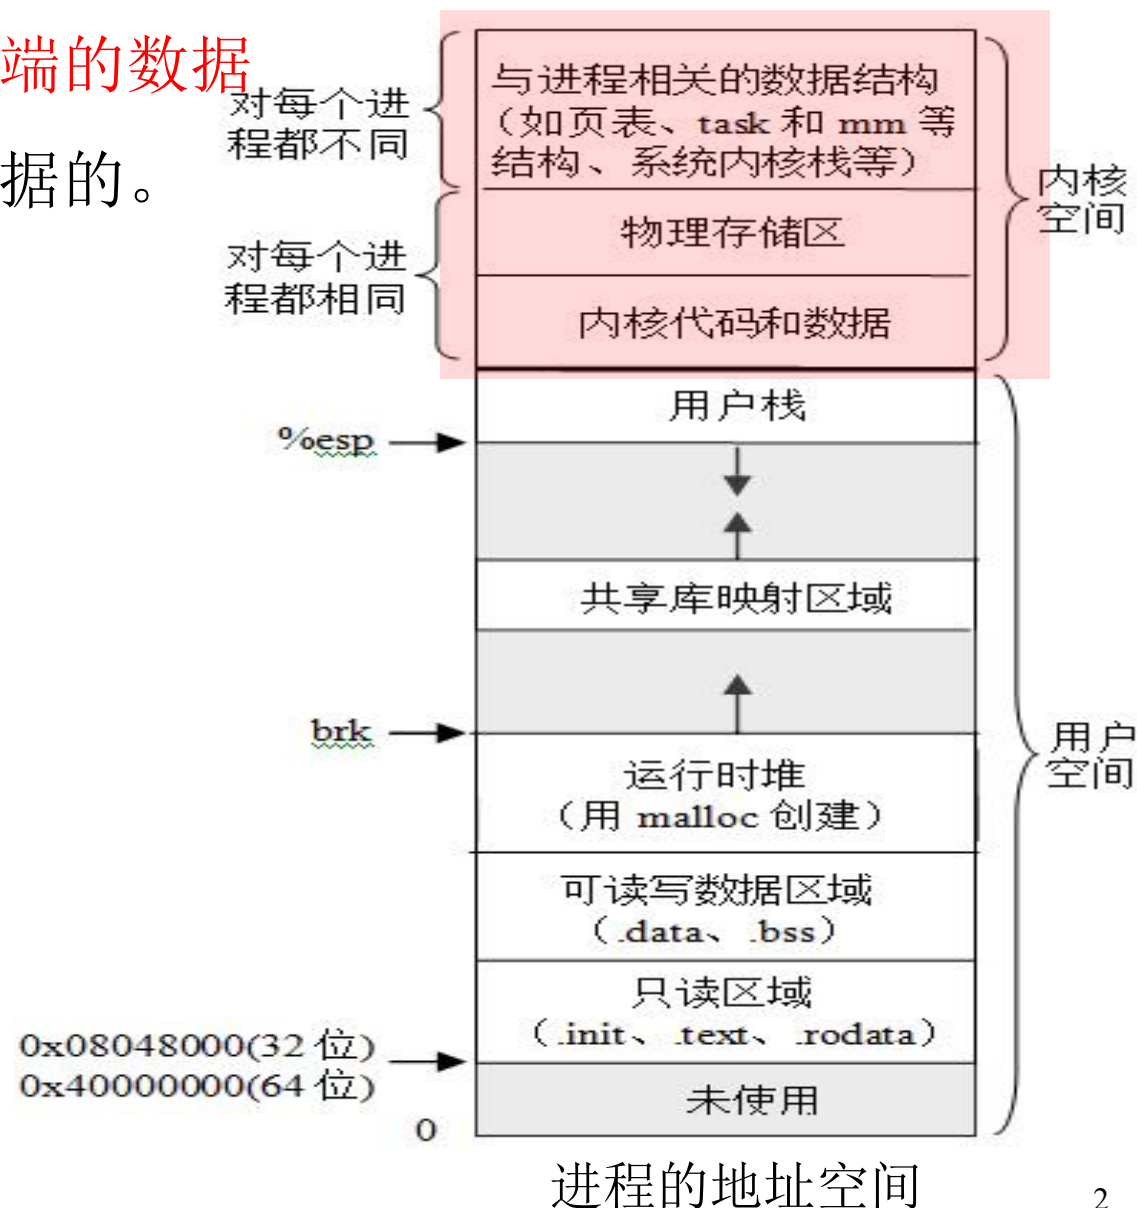 端的数据
据的。
对每个进
程都不同
对每个进
程都相同
与进程相关的数据结构
（如页表、task 和 mm 等
结构、系统内核栈等）
物理存储区
内核代码和数据
内核
空间
用户栈
%esp
共享库映射区域
brk
运行时堆
（用 malloc 创建）
用户
空间
可读写数据区域
（.data、.bss）
只读区域
（.init、.text、.rodata）
0x08048000(32 位)
0x40000000(64 位)
未使用
0
进程的地址空间
2